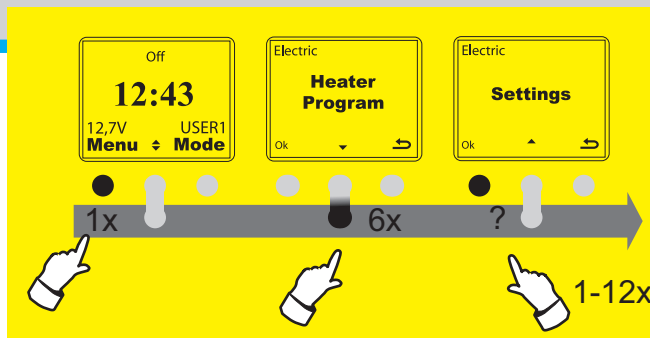 Off
12:43
12,7V USER1
Menu Mode
Electric
Heater
Program
Ok
Electric
Settings
Ok
1x
6x
?
1-12x